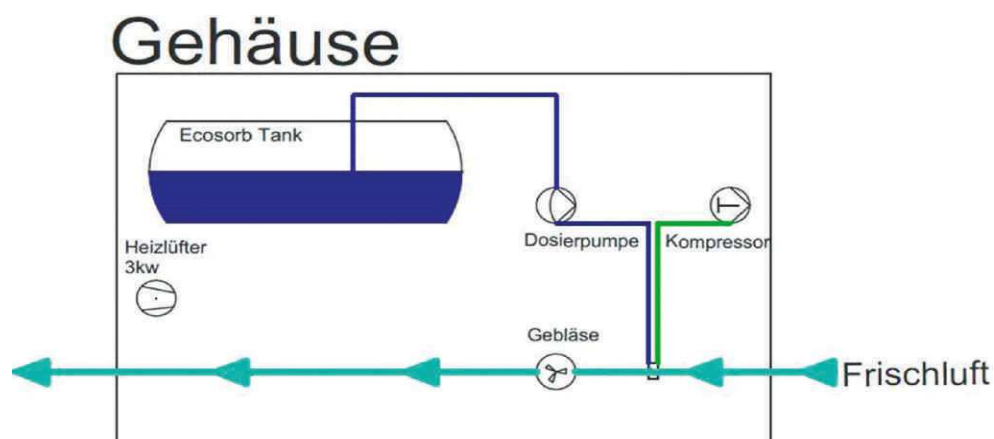 Gehäuse
Ecosorb Tank
Dosierpumpe
Kompressor
Heizlüfter
3kw
Gebläse
Frischluft